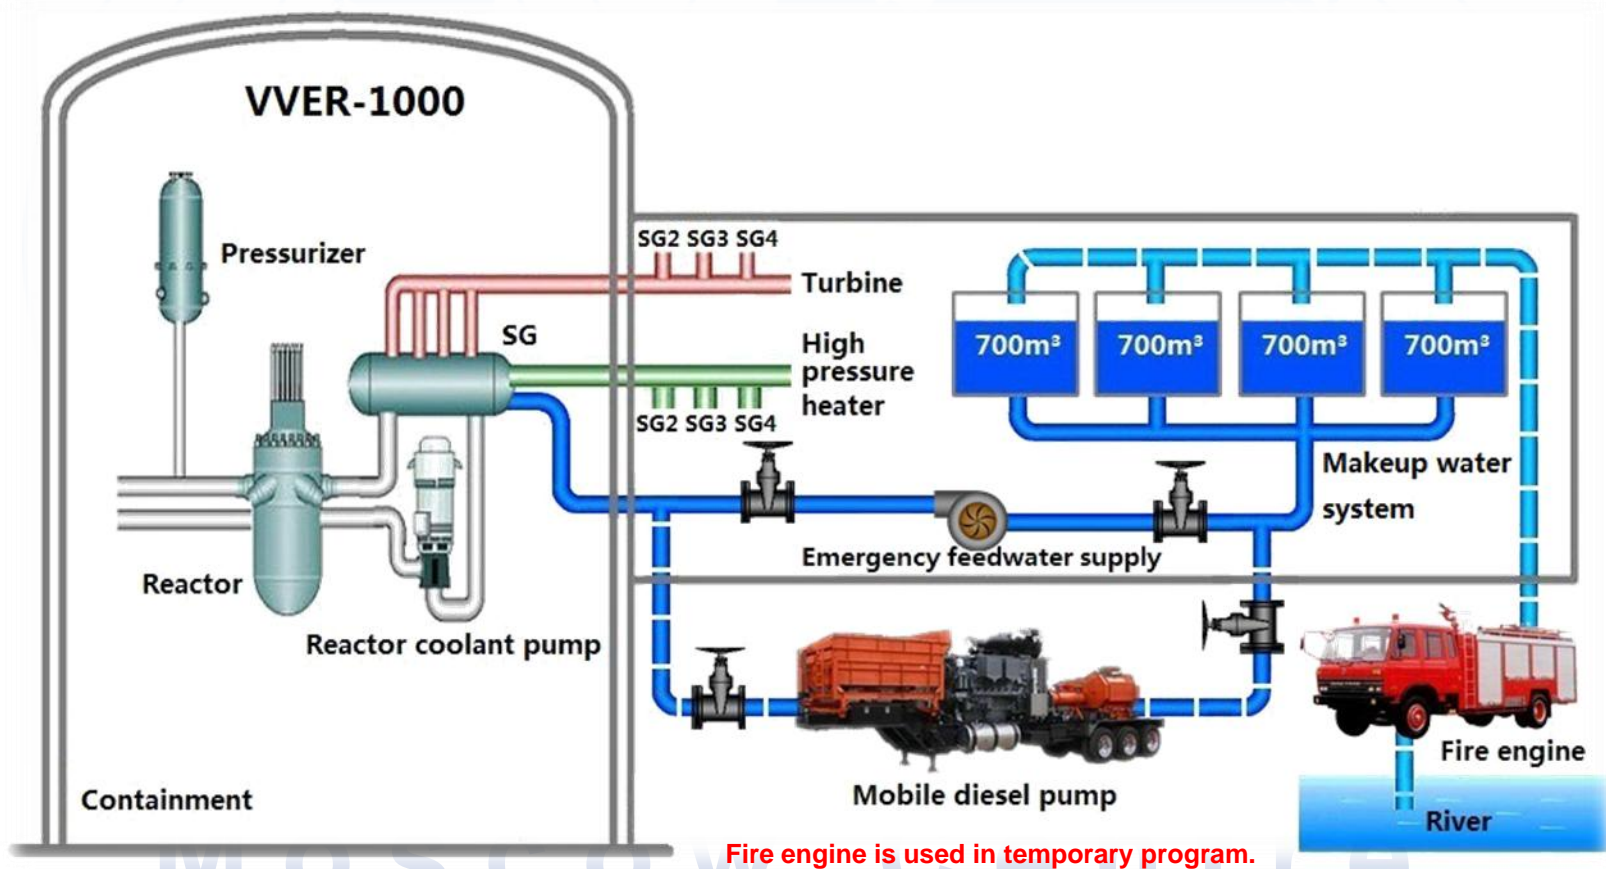 VVER-1000
Pressurizer
SG2 SG3 SG4
Turbine
SG
High
pressure
heater
SG2 SG3 SG4
700m³ 700m³ 700m³ 700m³
Makeup water
system
Emergency feedwater supply
Reactor
Reactor coolant pump
Mobile diesel pump
Fire engine
River
Containment
Fire engine is used in temporary program.